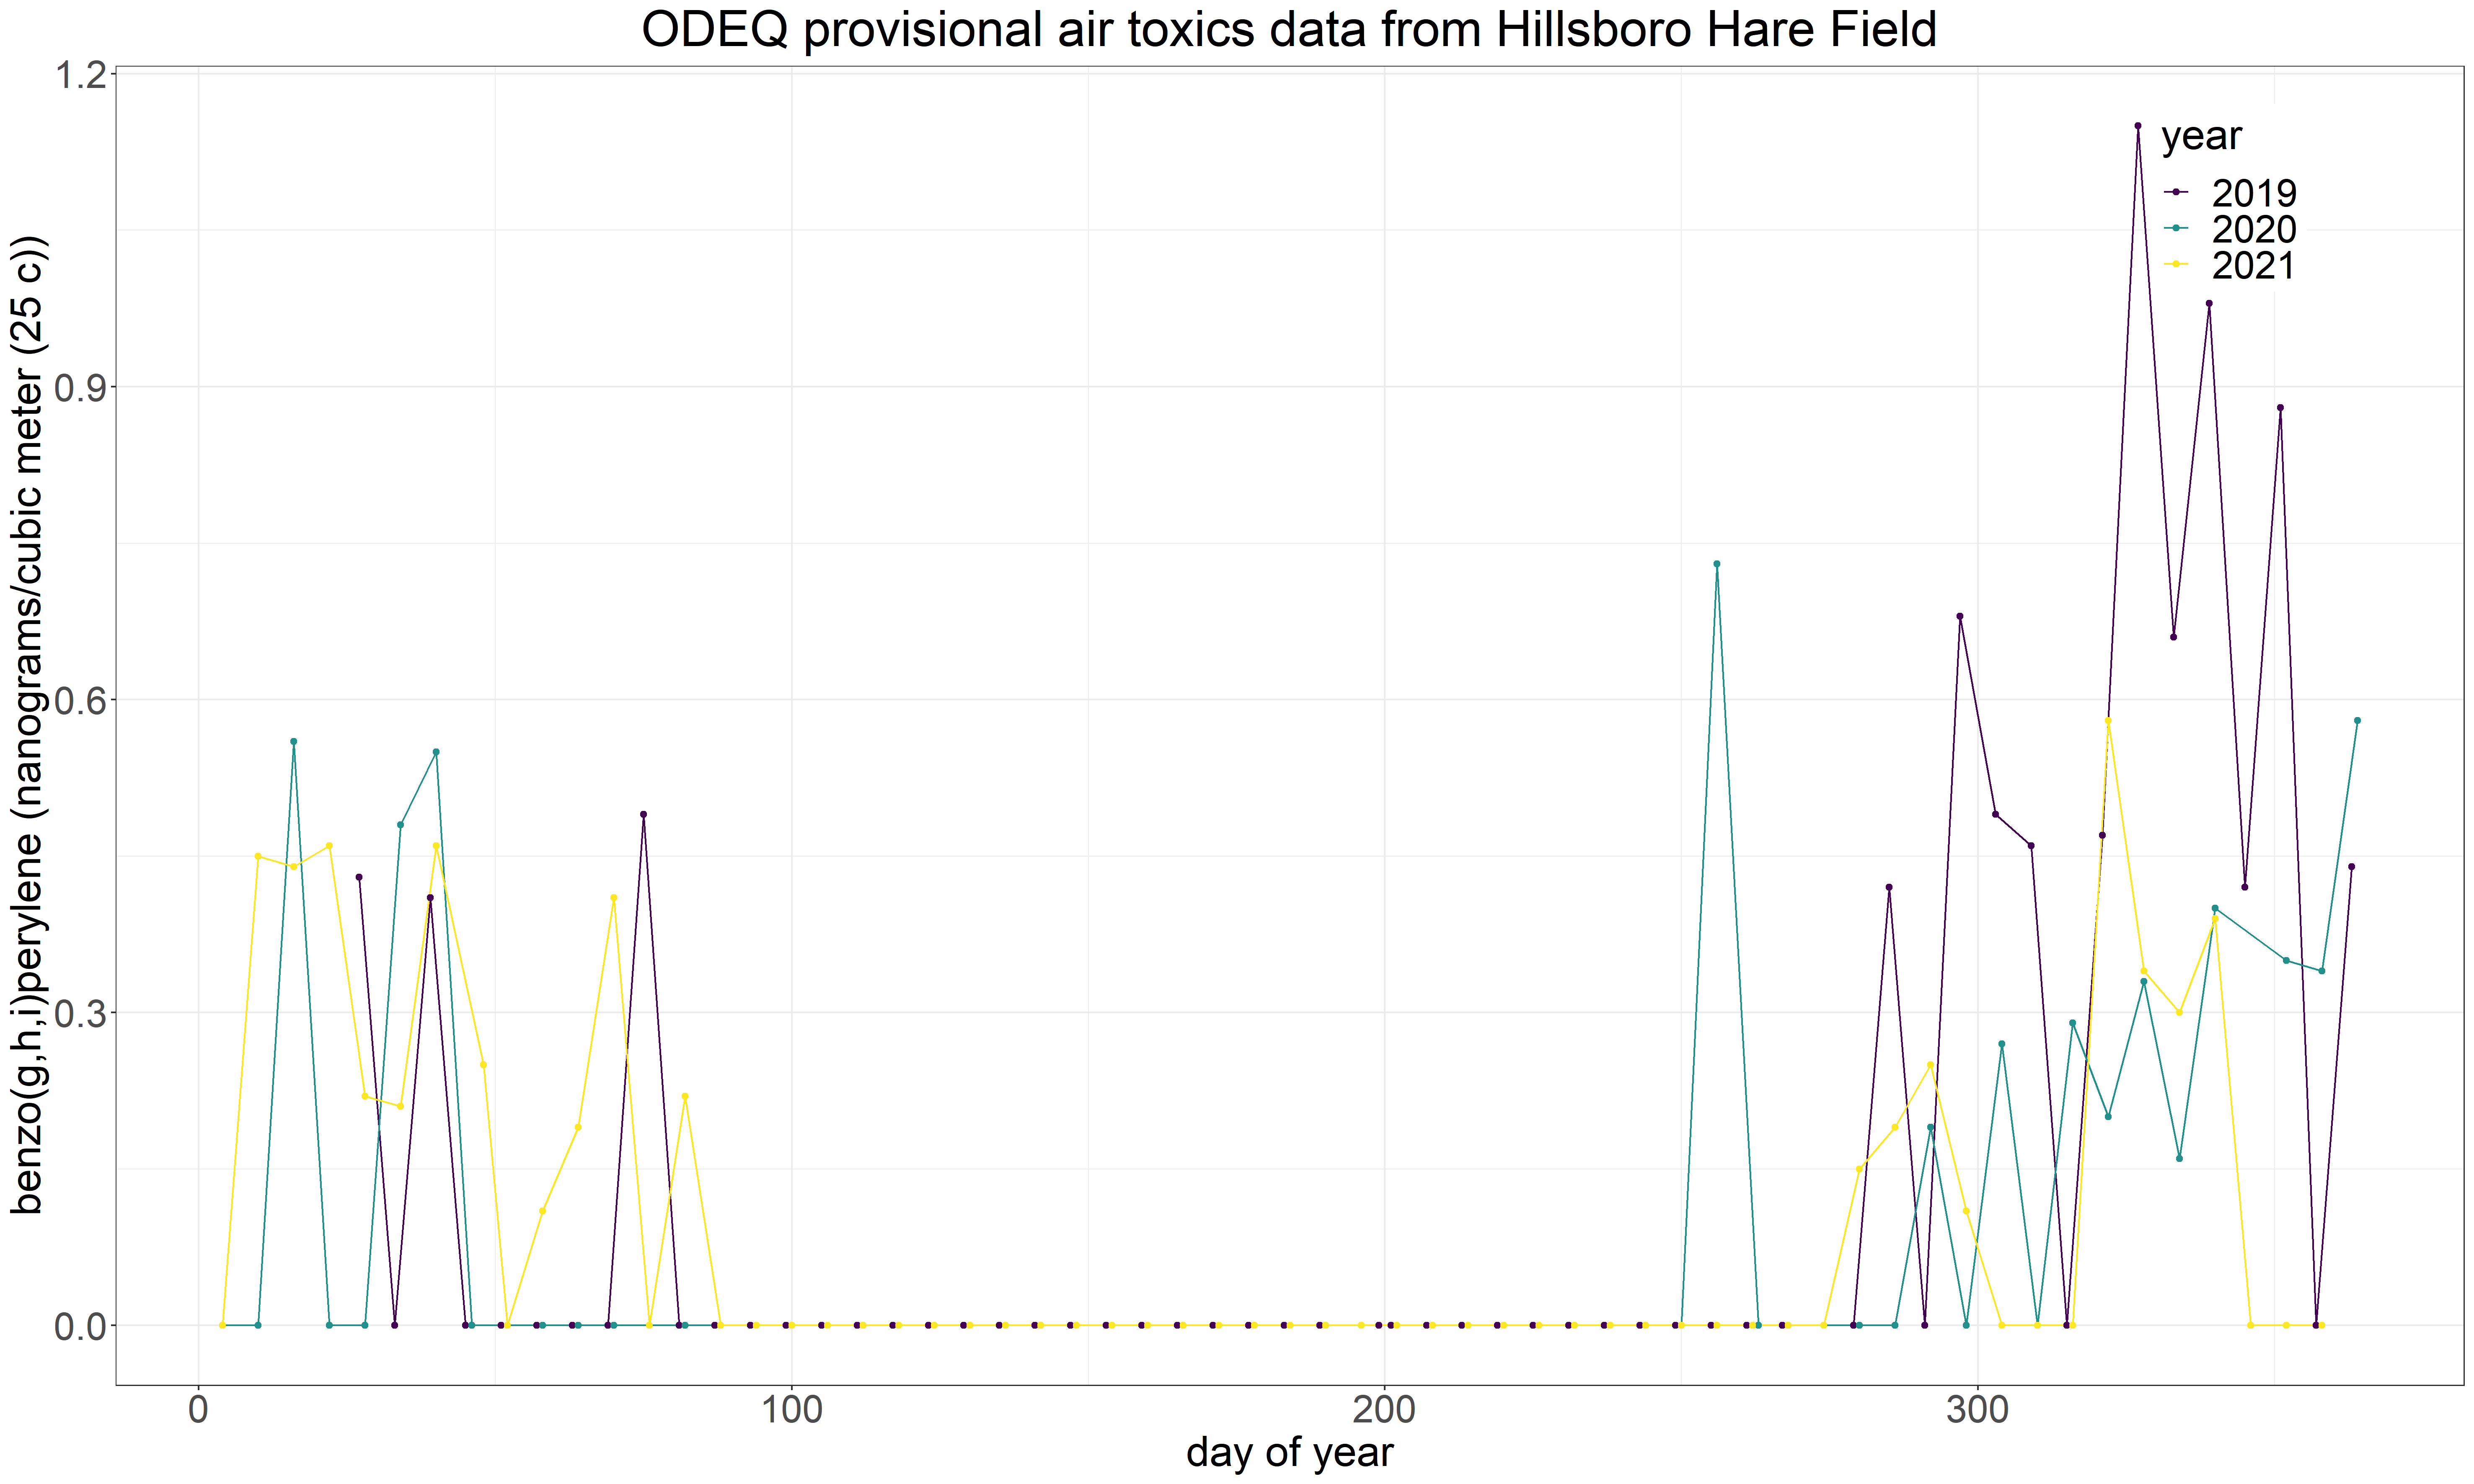 ODEQ provisional air toxics data from Hillsboro Hare Field
benzo(g,h,i)perylene (nanograms/cubic meter (25 c))
1.2
0.9
0.6
0.3
0.0
year
2019
2020
2021
0 100 200 300
day of year